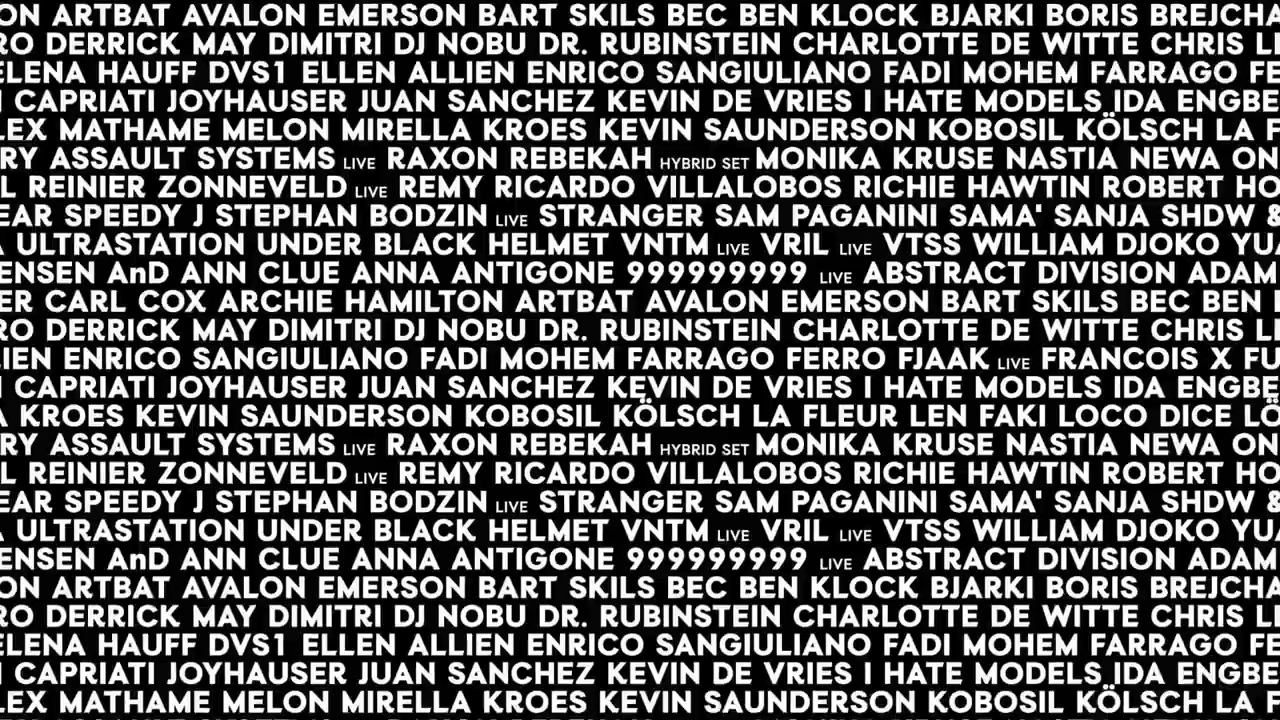 ON ARTBAT AVALON EMERSON BART SKILS BEC BEN KLOCK BJARKI BORIS BREJCHA
RO DERRICK MAY DIMITRI DJ NOBU DR. RUBINSTEIN CHARLOTTE DE WITTE CHRIS LI
ELENA HAUFF DVS1 ELLEN ALLIEN ENRICO SANGIULIANO FADI MOHEM FARRAGO FE
I CAPRIATI JOYHAUSER JUAN SANCHEZ KEVIN DE VRIES I HATE MODELS IDA ENGBE
LEX MATHAME MELON MIRELLA KROES KEVIN SAUNDERSON KOBOSIL KÖLSCH LA F
RY ASSAULT SYSTEMS LIVE RAXON REBEKAH HYBRID SET MONIKA KRUSE NASTIA NEWA ON
L REINIER ZONNEVELD LIVE REMY RICARDO VILLALOBOS RICHIE HAWTIN ROBERT HO
EAR SPEEDY J STEPHAN BODZIN LIVE STRANGER SAM PAGANINI SAMA' SANJA SHDW &
A ULTRASTATION UNDER BLACK HELMET VNTM LIVE VRIL LIVE VTSS WILLIAM DJOKO YU
ENSEN AnD ANN CLUE ANNA ANTIGONE 999999999 LIVE ABSTRACT DIVISION ADAM
ER CARL COX ARCHIE HAMILTON ARTBAT AVALON EMERSON BART SKILS BEC BEN
RO DERRICK MAY DIMITRI DJ NOBU DR. RUBINSTEIN CHARLOTTE DE WITTE CHRIS LI
LIEN ENRICO SANGIULIANO FADI MOHEM FARRAGO FERRO FJAAK LIVE FRANCOIS X FU
I CAPRIATI JOYHAUSER JUAN SANCHEZ KEVIN DE VRIES I HATE MODELS IDA ENGBE
A KROES KEVIN SAUNDERSON KOBOSIL KÖLSCH LA FLEUR LEN FAKI LOCO DICE LÖ
RY ASSAULT SYSTEMS LIVE RAXON REBEKAH HYBRID SET MONIKA KRUSE NASTIA NEWA ON
L REINIER ZONNEVELD LIVE REMY RICARDO VILLALOBOS RICHIE HAWTIN ROBERT HO
EAR SPEEDY J STEPHAN BODZIN LIVE STRANGER SAM PAGANINI SAMA' SANJA SHDW &
A ULTRASTATION UNDER BLACK HELMET VNTM LIVE VRIL LIVE VTSS WILLIAM DJOKO YU
ENSEN AnD ANN CLUE ANNA ANTIGONE 999999999 LIVE ABSTRACT DIVISION ADAM
ON ARTBAT AVALON EMERSON BART SKILS BEC BEN KLOCK BJARKI BORIS BREJCHA
RO DERRICK MAY DIMITRI DJ NOBU DR. RUBINSTEIN CHARLOTTE DE WITTE CHRIS LI
ELENA HAUFF DVS1 ELLEN ALLIEN ENRICO SANGIULIANO FADI MOHEM FARRAGO FE
I CAPRIATI JOYHAUSER JUAN SANCHEZ KEVIN DE VRIES I HATE MODELS IDA ENGBE
LEX MATHAME MELON MIRELLA KROES KEVIN SAUNDERSON KOBOSIL KÖLSCH LA F